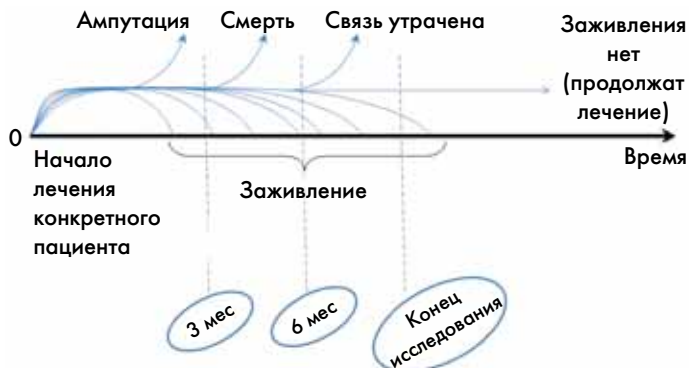 Ампутация Смерть Связь утрачена
Заживления
нет
(продолжат
лечение)
0
Время
Начало
лечения
конкретного
пациента
Заживление
3 мес
6 мес
Конец
исследования